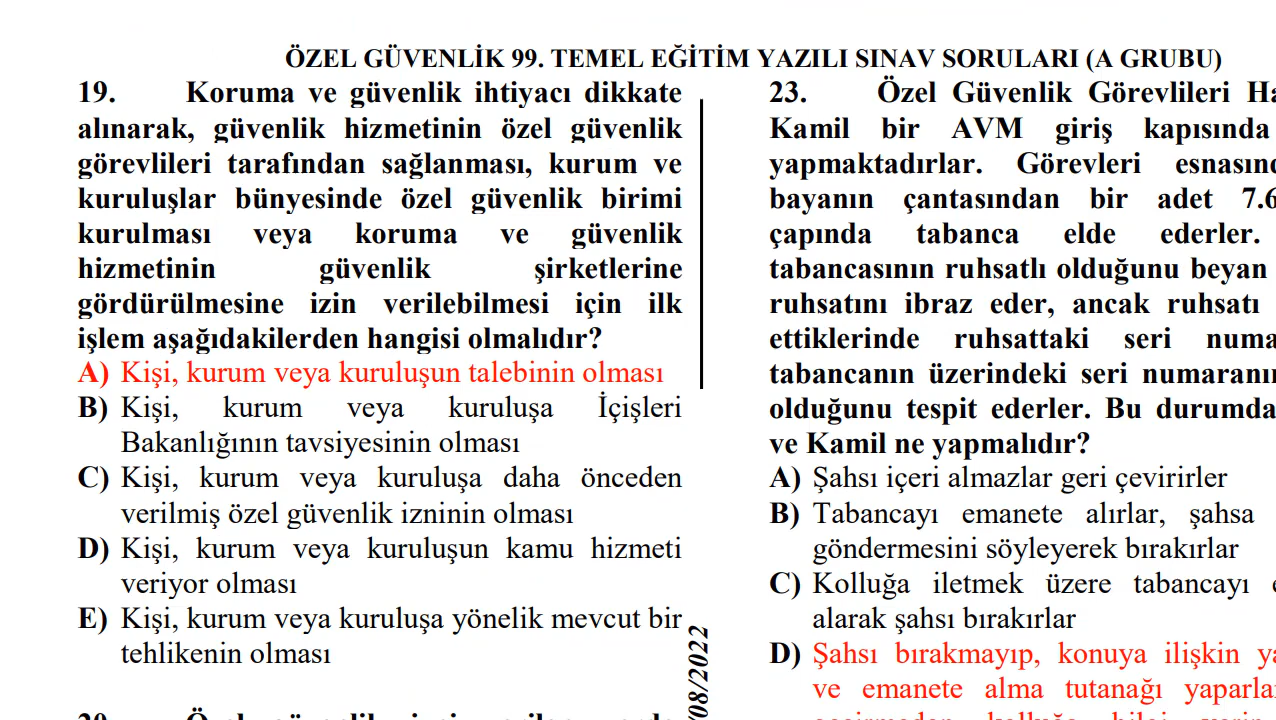 ÖZEL GÜVENLİK 99. TEMEL EĞİTİM YAZILI SINAV SORULARI (A GRUBU)
19. Koruma ve güvenlik ihtiyacı dikkate
alınarak, güvenlik hizmetinin özel güvenlik
görevlileri tarafından sağlanması, kurum ve
kuruluşlar bünyesinde özel güvenlik birimi
kurulması veya koruma ve güvenlik
hizmetinin güvenlik şirketlerine
gördürülmesine izin verilebilmesi için ilk
işlem aşağıdakilerden hangisi olmalıdır?
A) Kişi, kurum veya kuruluşun talebinin olması
B) Kişi, kurum veya kuruluşa İçişleri
Bakanlığının tavsiyesinin olması
C) Kişi, kurum veya kuruluşa daha önceden
verilmiş özel güvenlik izninin olması
D) Kişi, kurum veya kuruluşun kamu hizmeti
veriyor olması
E) Kişi, kurum veya kuruluşa yönelik mevcut bir
tehlikenin olması
/08/2022
23. Özel Güvenlik Görevlileri
Kamil bir AVM giriş kapısında
yapmaktadırlar. Görevleri
bayanın çantasından bir adet
çapında tabanca elde ederler.
tabancasının ruhsatlı olduğunu beyan
ruhsatını ibraz eder, ancak ruhsatı
ettiklerinde ruhsattaki seri
tabancanın üzerindeki seri
olduğunu tespit ederler. Bu durumda
ve Kamil ne yapmalıdır?
A) Şahsı içeri almazlar geri çevirirler
B) Tabancayı emanete alırlar, şahsa
göndermesini söyleyerek bırakırlar
C) Kolluğa iletmek üzere tabancayı
alarak şahsı bırakırlar
D) Şahsı bırakmayıp, konuya ilişkin
ve emanete alma tutanağı